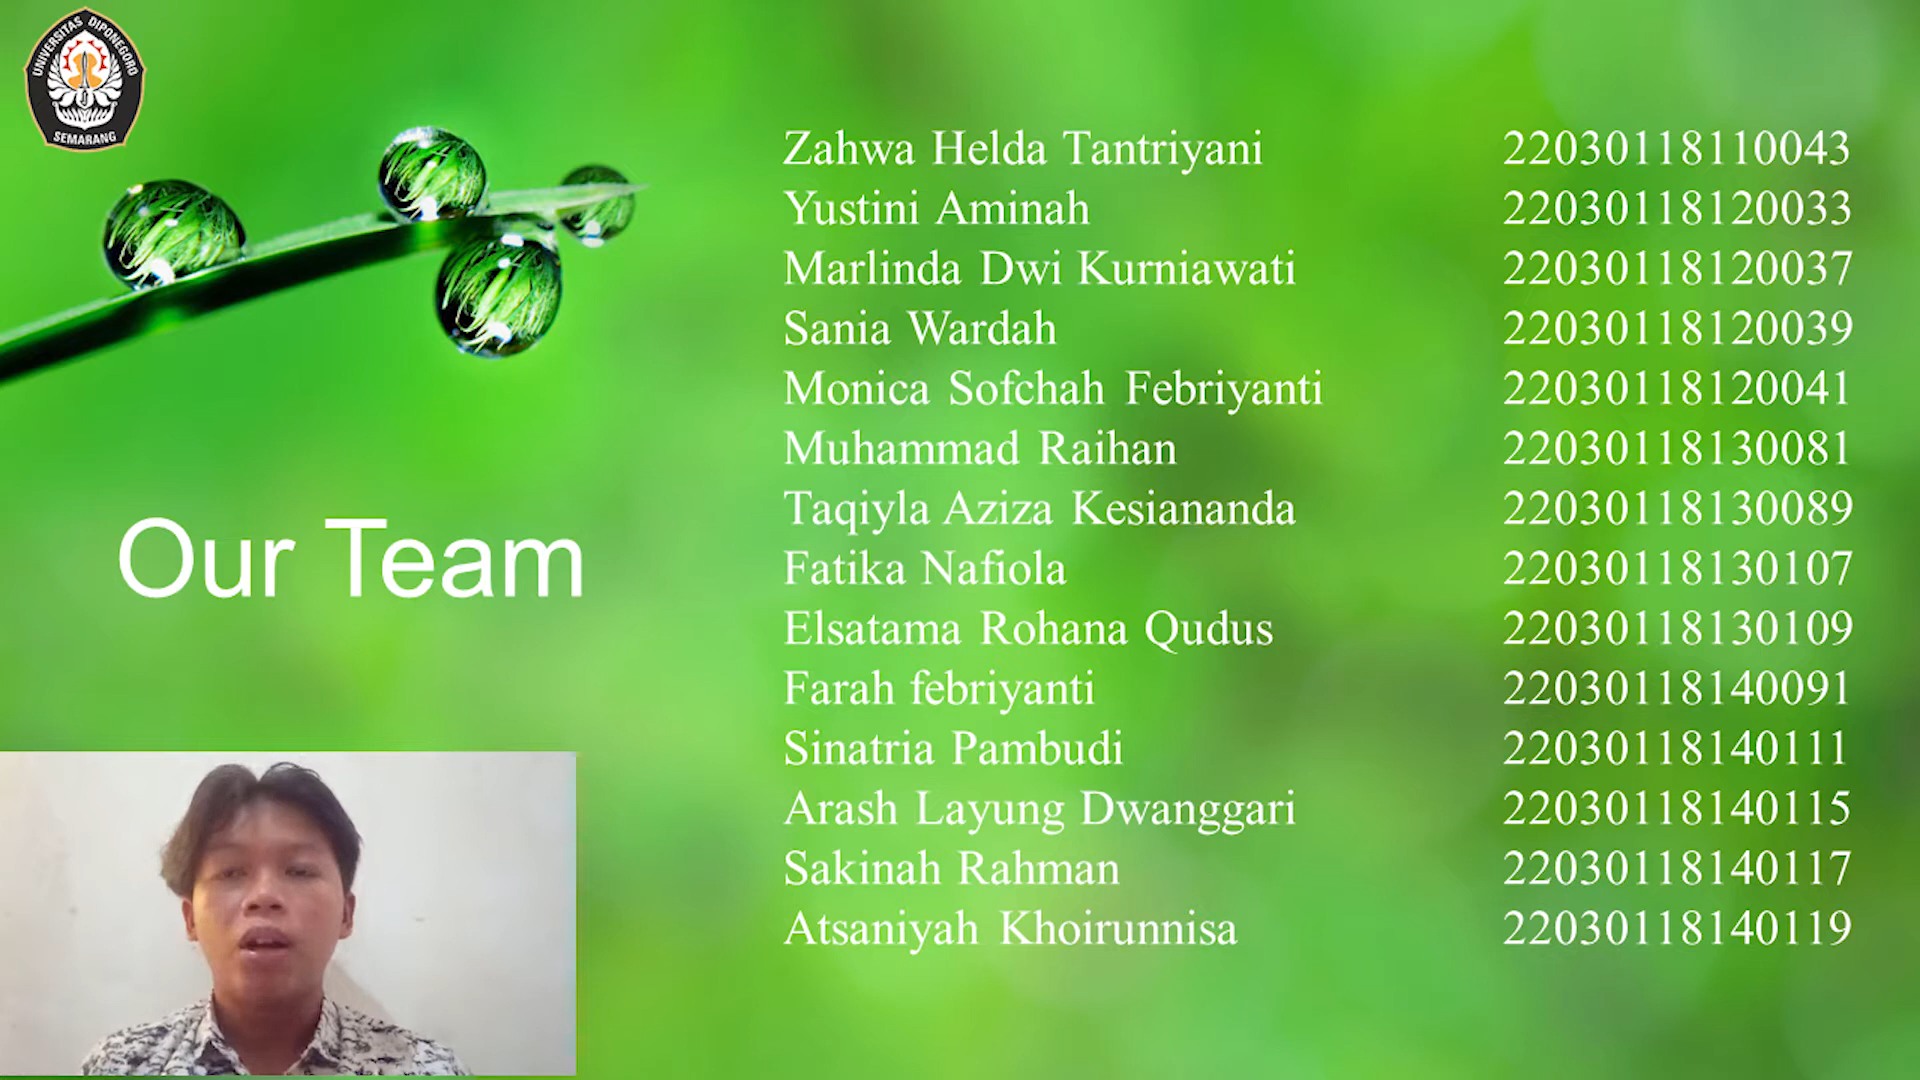 UNIVERSITAS DIPONEGORO
SEMARANG
Our Team
Zahwa Helda Tantriyani 22030118110043
Yustini Aminah 22030118120033
Marlinda Dwi Kurniawati 22030118120037
Sania Wardah 22030118120039
Monica Sofchah Febriyanti 22030118120041
Muhammad Raihan 22030118130081
Taqiyla Aziza Kesiananda 22030118130089
Fatika Nafiola 22030118130107
Elsatama Rohana Qudus 22030118130109
Farah febriyanti 22030118140091
Sinatria Pambudi 22030118140111
Arash Layung Dwanggari 22030118140115
Sakinah Rahman 22030118140117
Atsaniyah Khoirunnisa 22030118140119